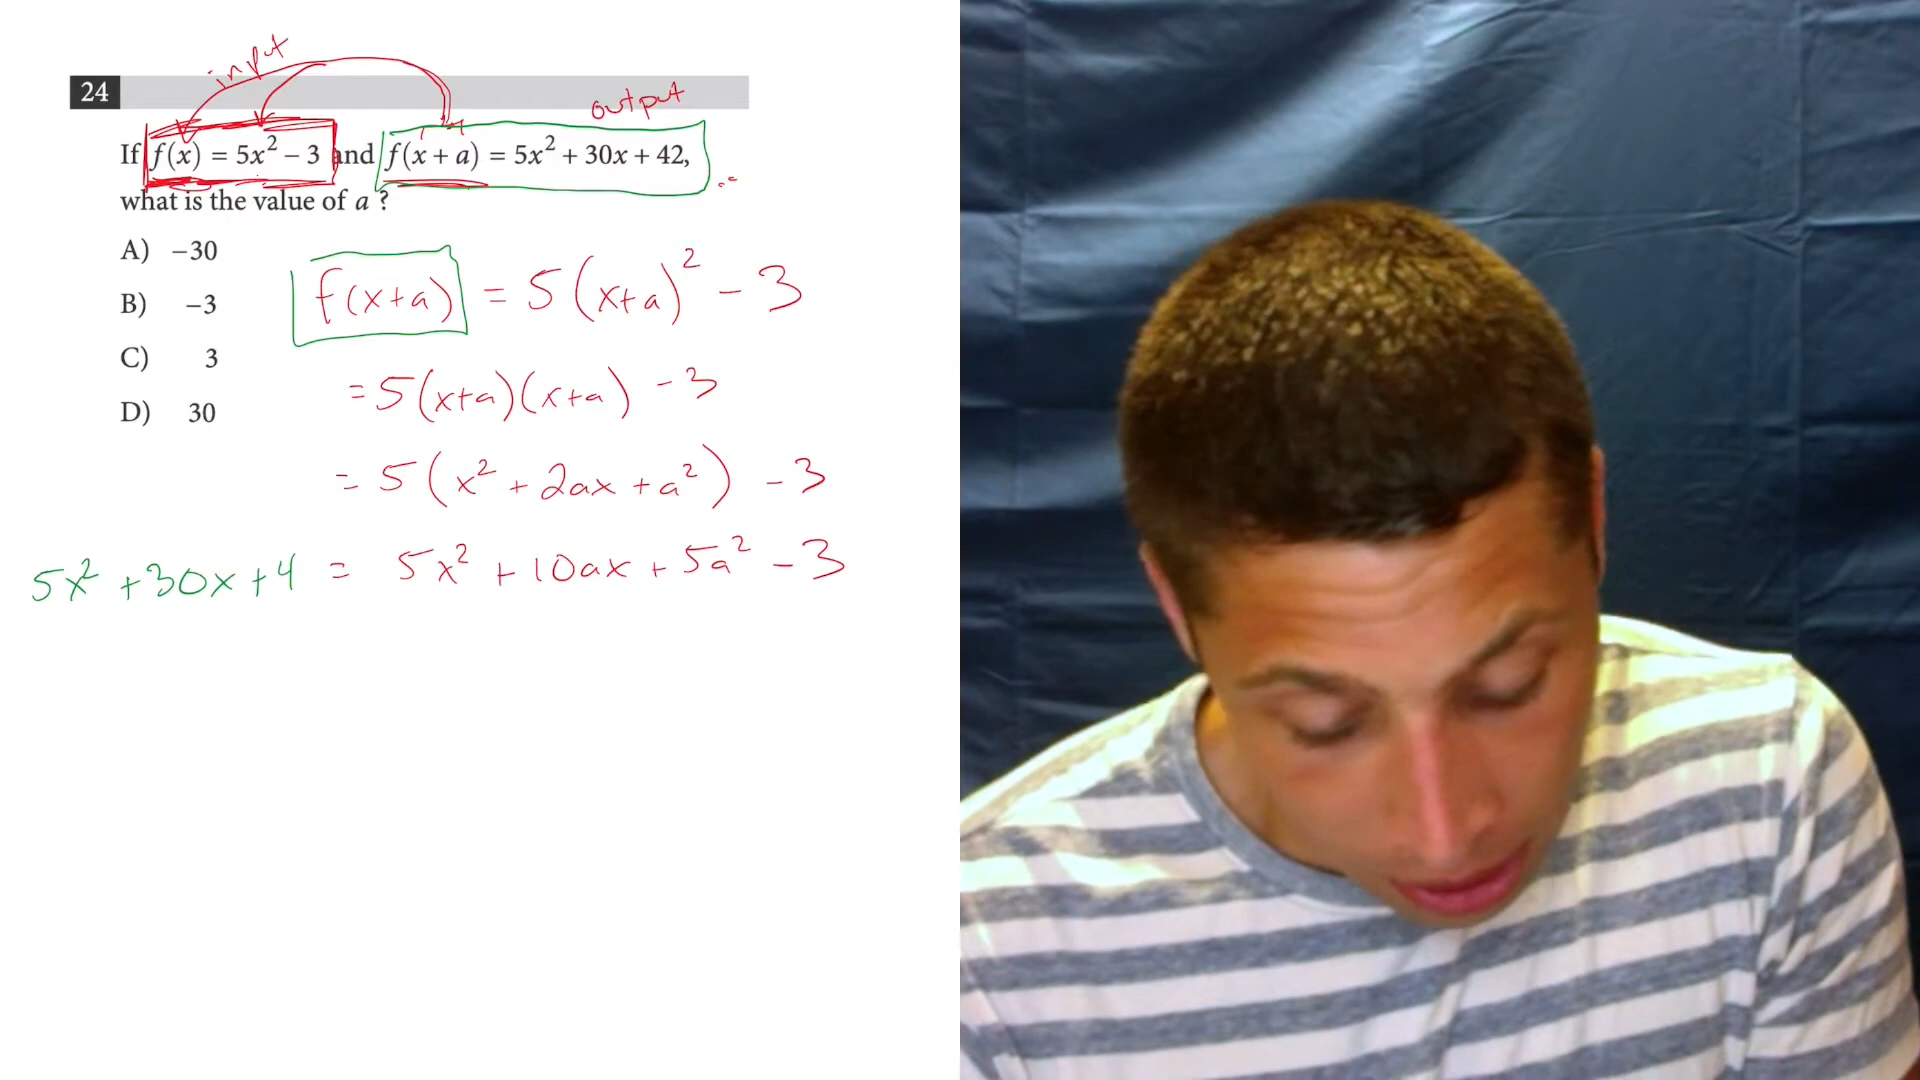 input
24
output
If f(x) = 5x² − 3 and f(x + a) = 5x² + 30x + 42,
what is the value of a ?
A) −30
B) −3
C) 3
D) 30
f(x+a) = 5(x+a)² − 3
= 5(x+a)(x+a) − 3
= 5(x² + 2ax + a²) − 3
5x² + 30x + 4 = 5x² + 10ax + 5a² − 3